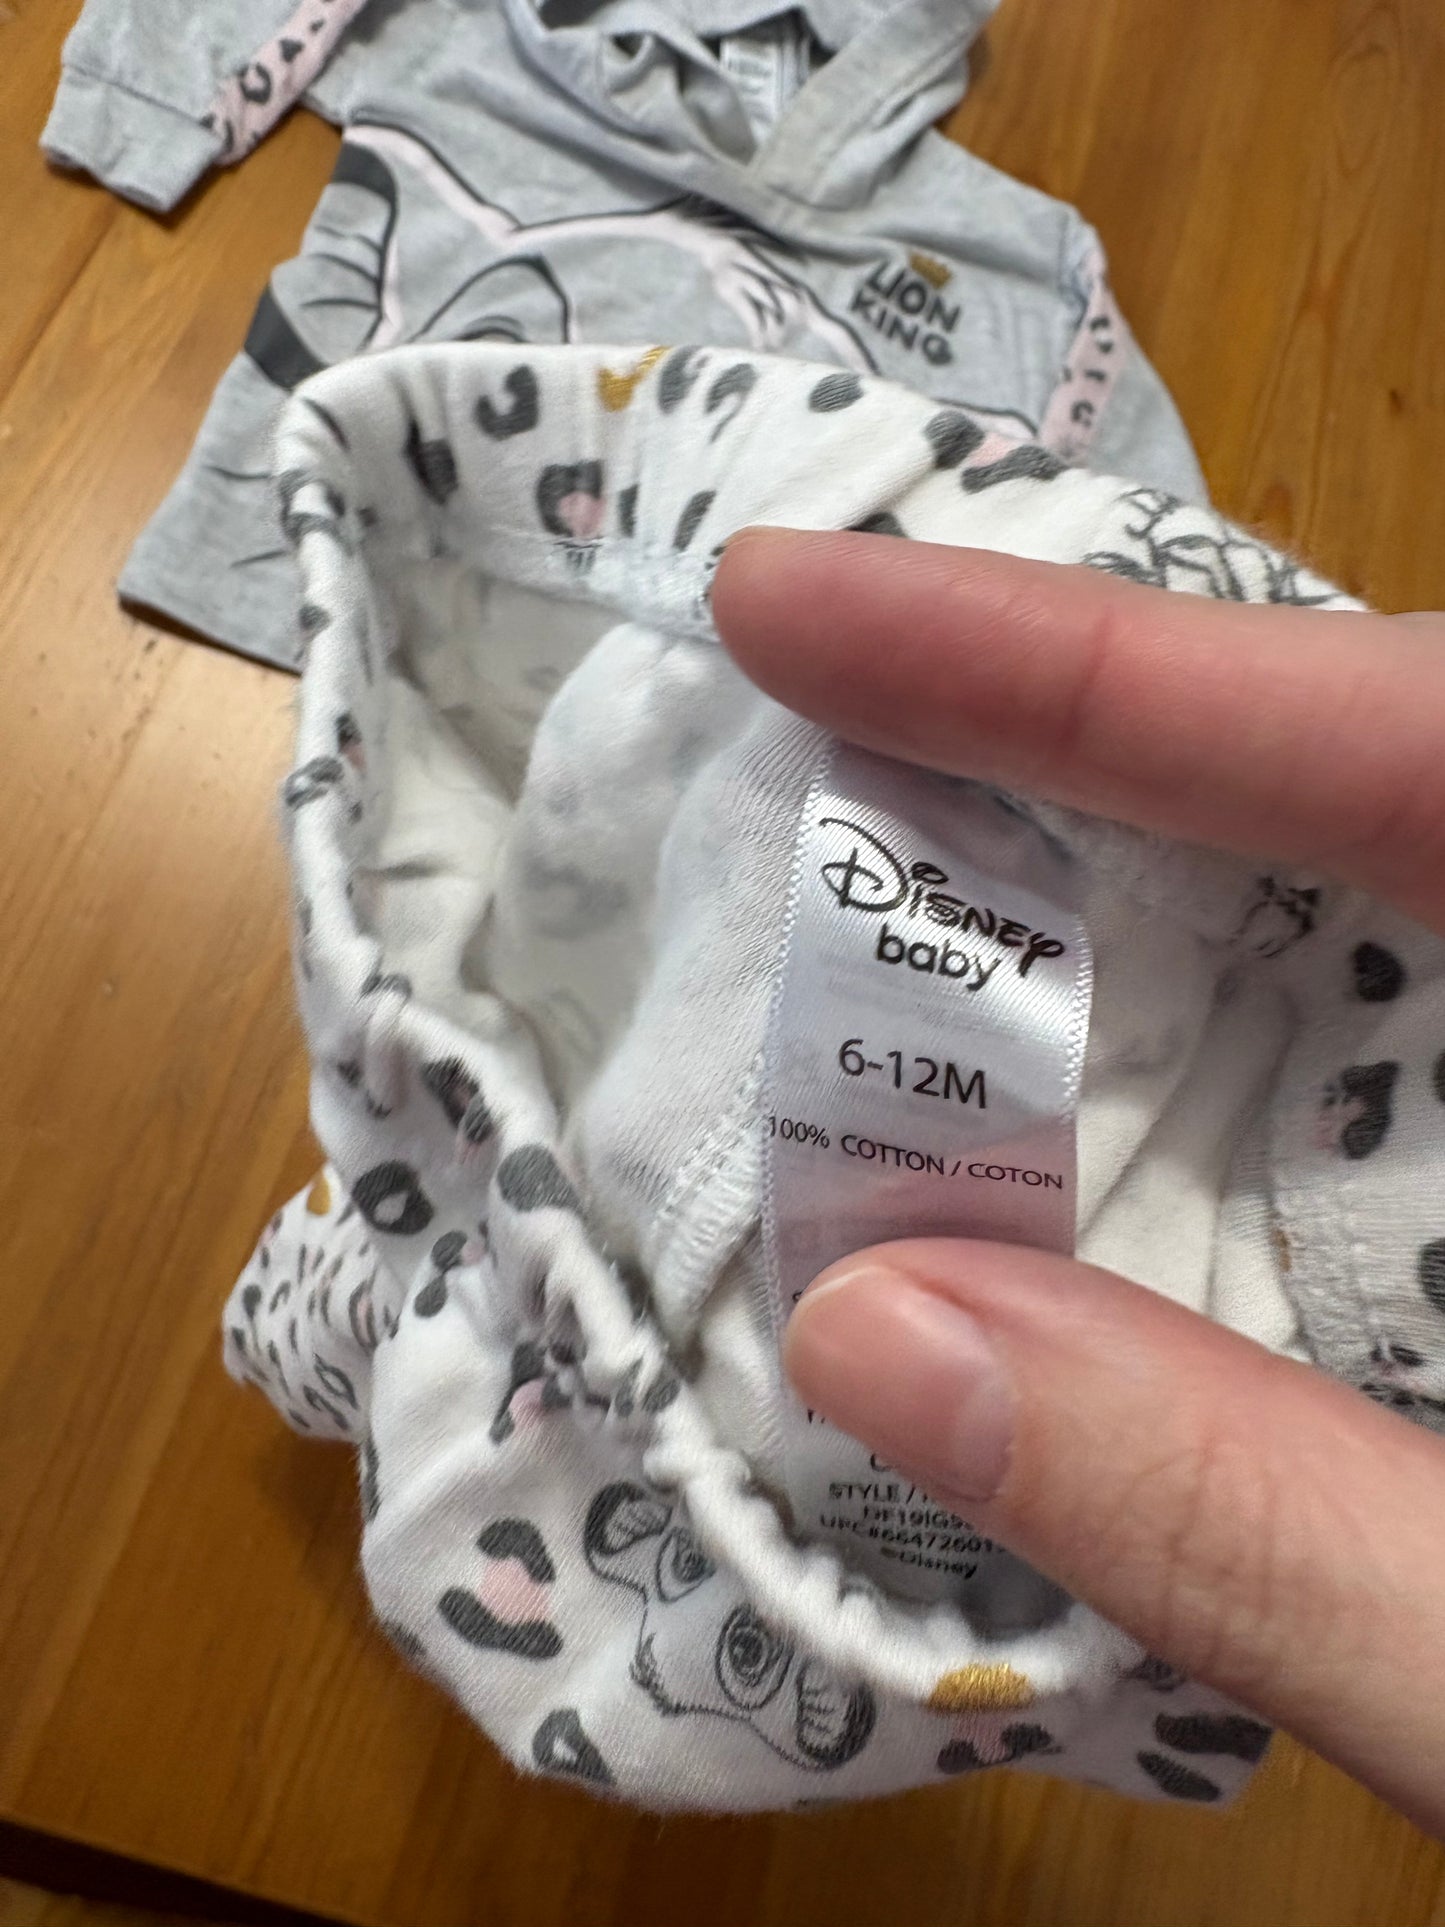 LION
KING
Disney
baby
6-12M
100% COTTON / COTON
STYLE /
©Disney